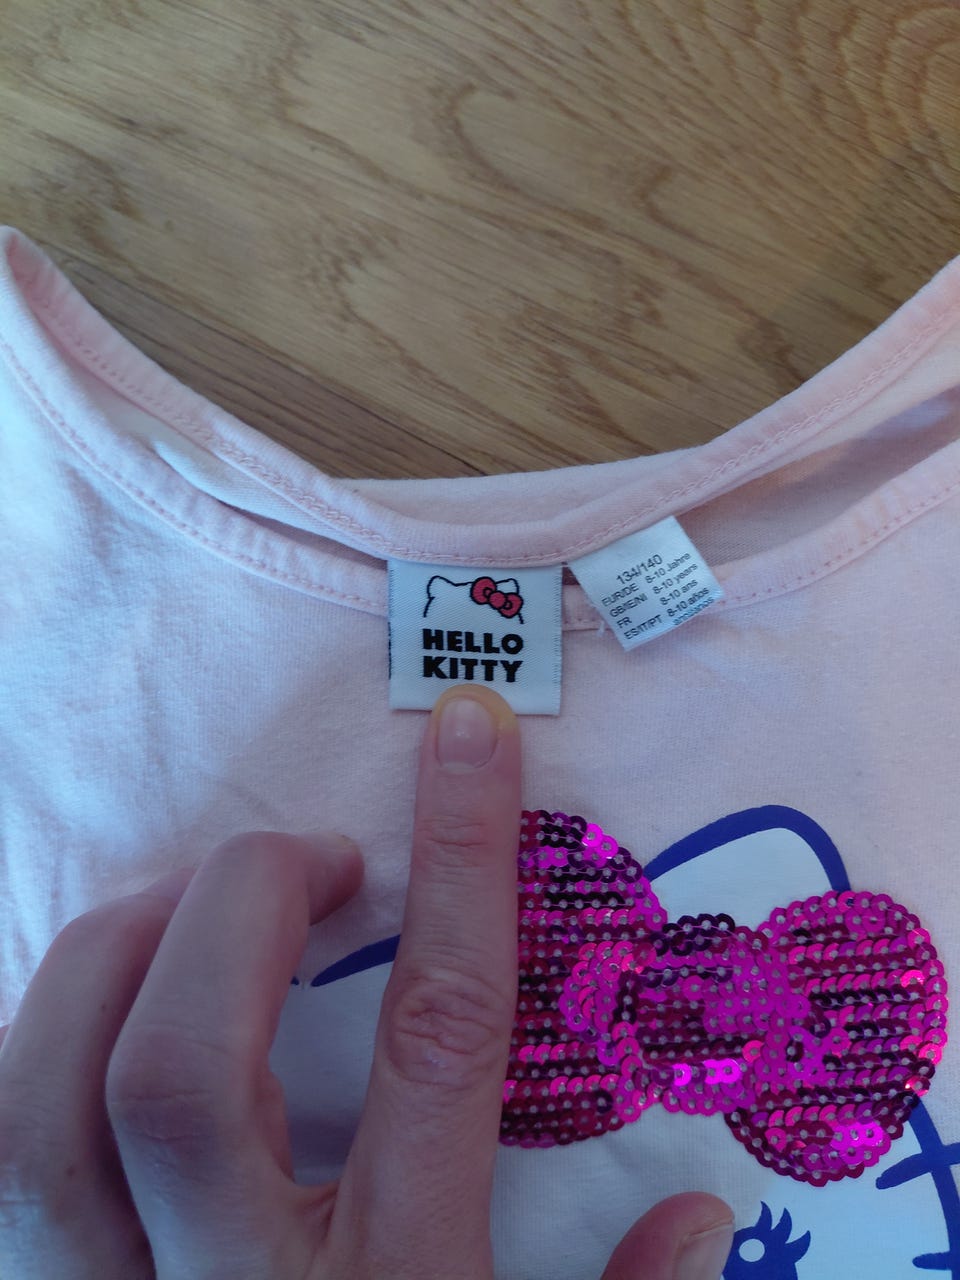 HELLO
KITTY
134/140
EUR/DE 8-10 Jahre
GB/IE/NI 8-10 years
FR 8-10 ans
ES/IT/PT 8-10 años